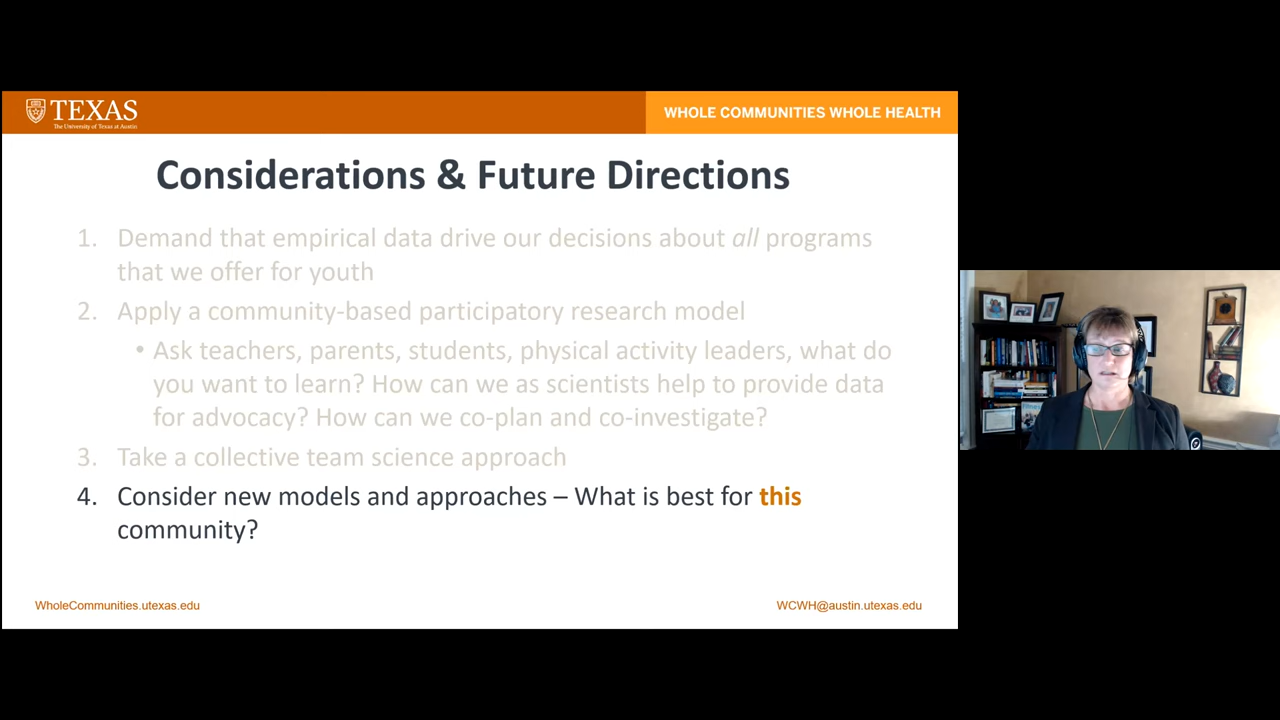 TEXAS
The University of Texas at Austin
WHOLE COMMUNITIES WHOLE HEALTH
Considerations & Future Directions
1. Demand that empirical data drive our decisions about all programs
that we offer for youth
2. Apply a community-based participatory research model
• Ask teachers, parents, students, physical activity leaders, what do
you want to learn? How can we as scientists help to provide data
for advocacy? How can we co-plan and co-investigate?
3. Take a collective team science approach
4. Consider new models and approaches – What is best for this
community?
WholeCommunities.utexas.edu
WCWH@austin.utexas.edu